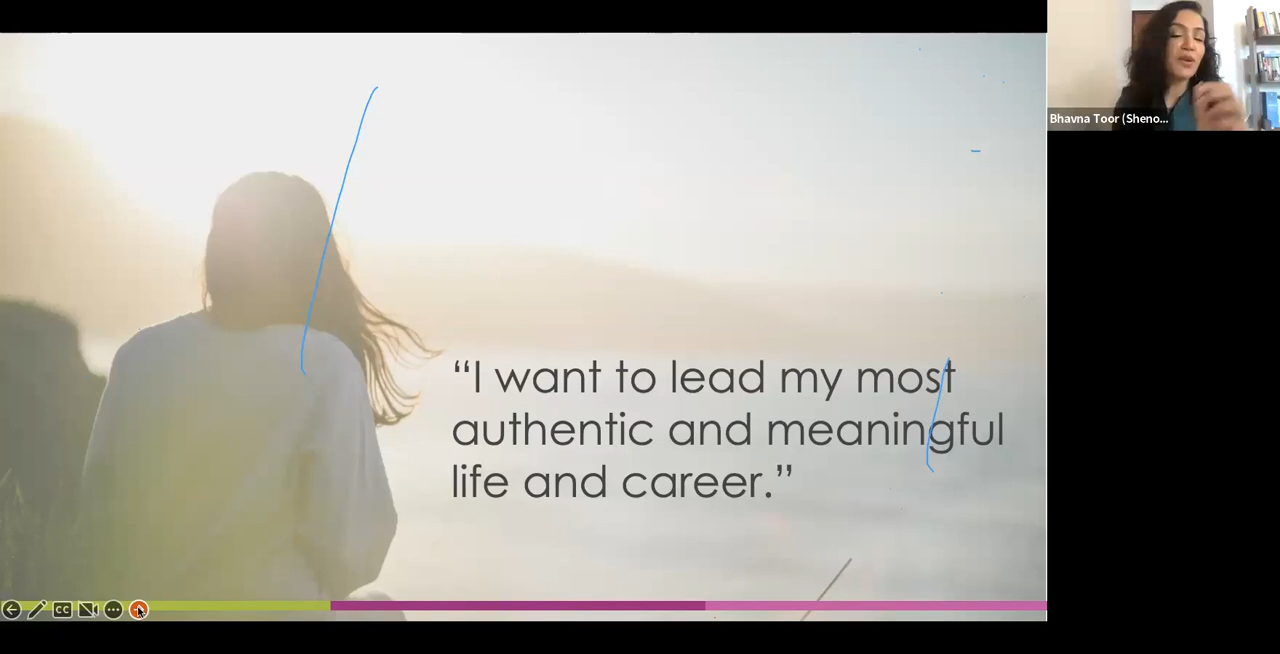 “I want to lead my most
authentic and meaningful
life and career.”
Bhavna Toor (Sheno...
CC